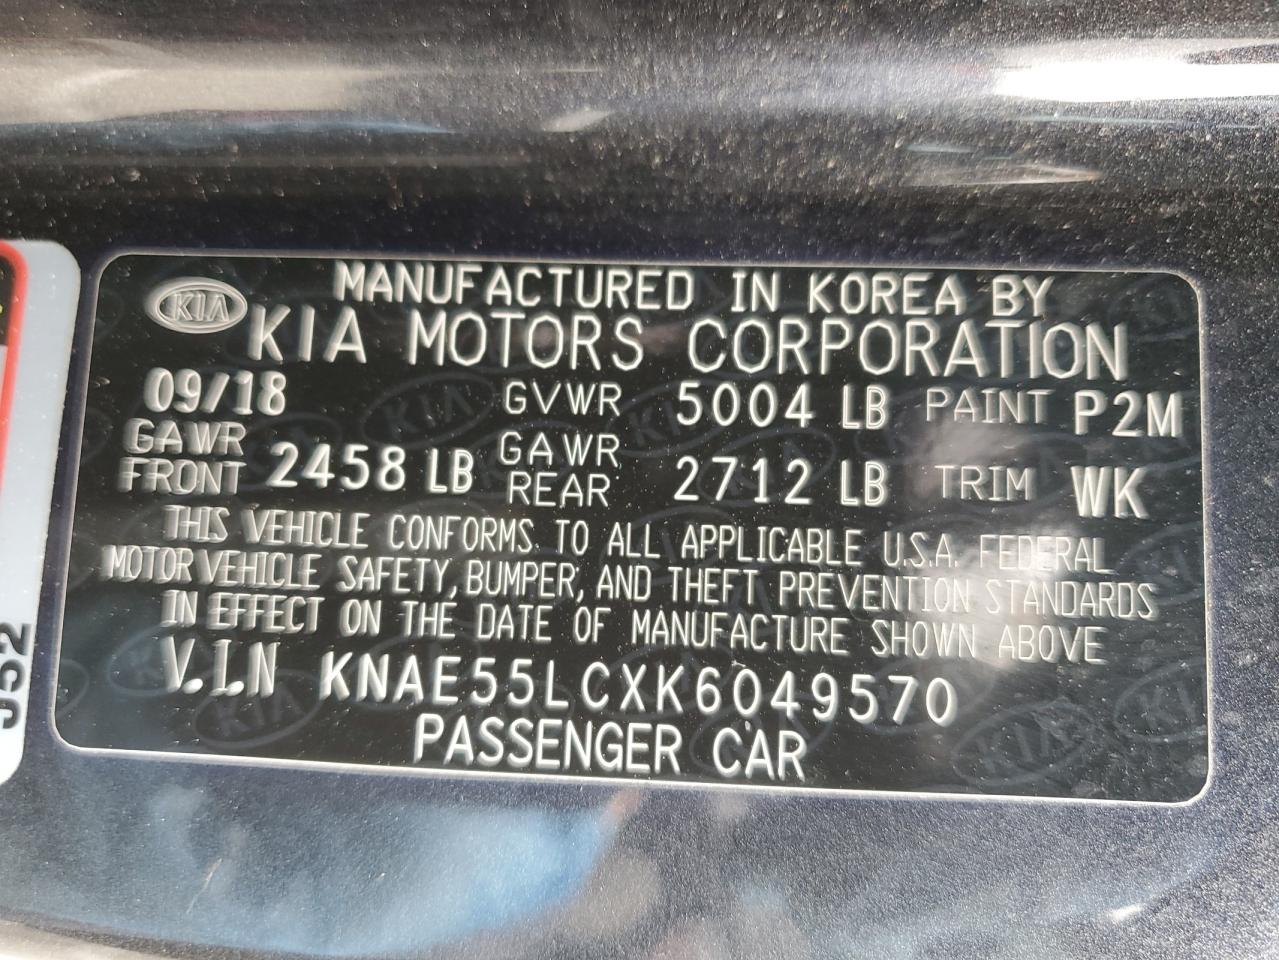 KIA
MANUFACTURED IN KOREA BY
KIA MOTORS CORPORATION
09/18 GVWR 5004 LB PAINT P2M
GAWR FRONT 2458 LB GAWR REAR 2712 LB TRIM WK
THIS VEHICLE CONFORMS TO ALL APPLICABLE U.S.A. FEDERAL
MOTOR VEHICLE SAFETY, BUMPER, AND THEFT PREVENTION STANDARDS
IN EFFECT ON THE DATE OF MANUFACTURE SHOWN ABOVE
V.I.N KNAE55LCXK6049570
PASSENGER CAR